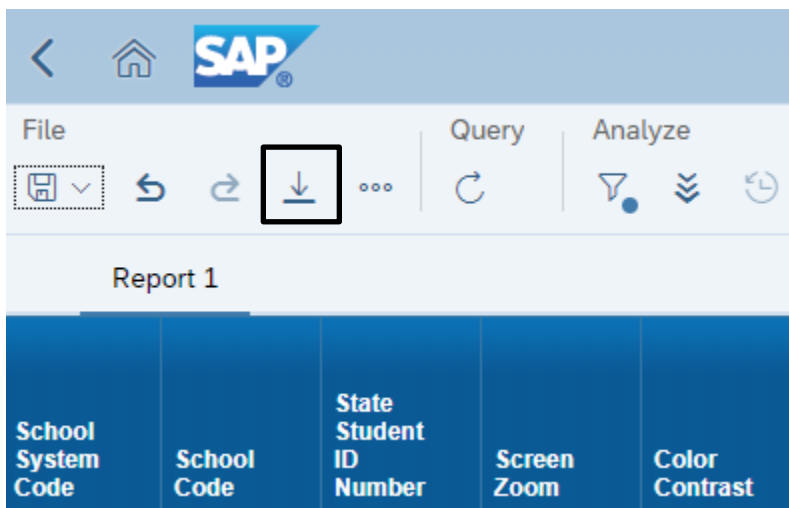 SAP®
File Query Analyze
Report 1
School System Code
School Code
State Student ID Number
Screen Zoom
Color Contrast